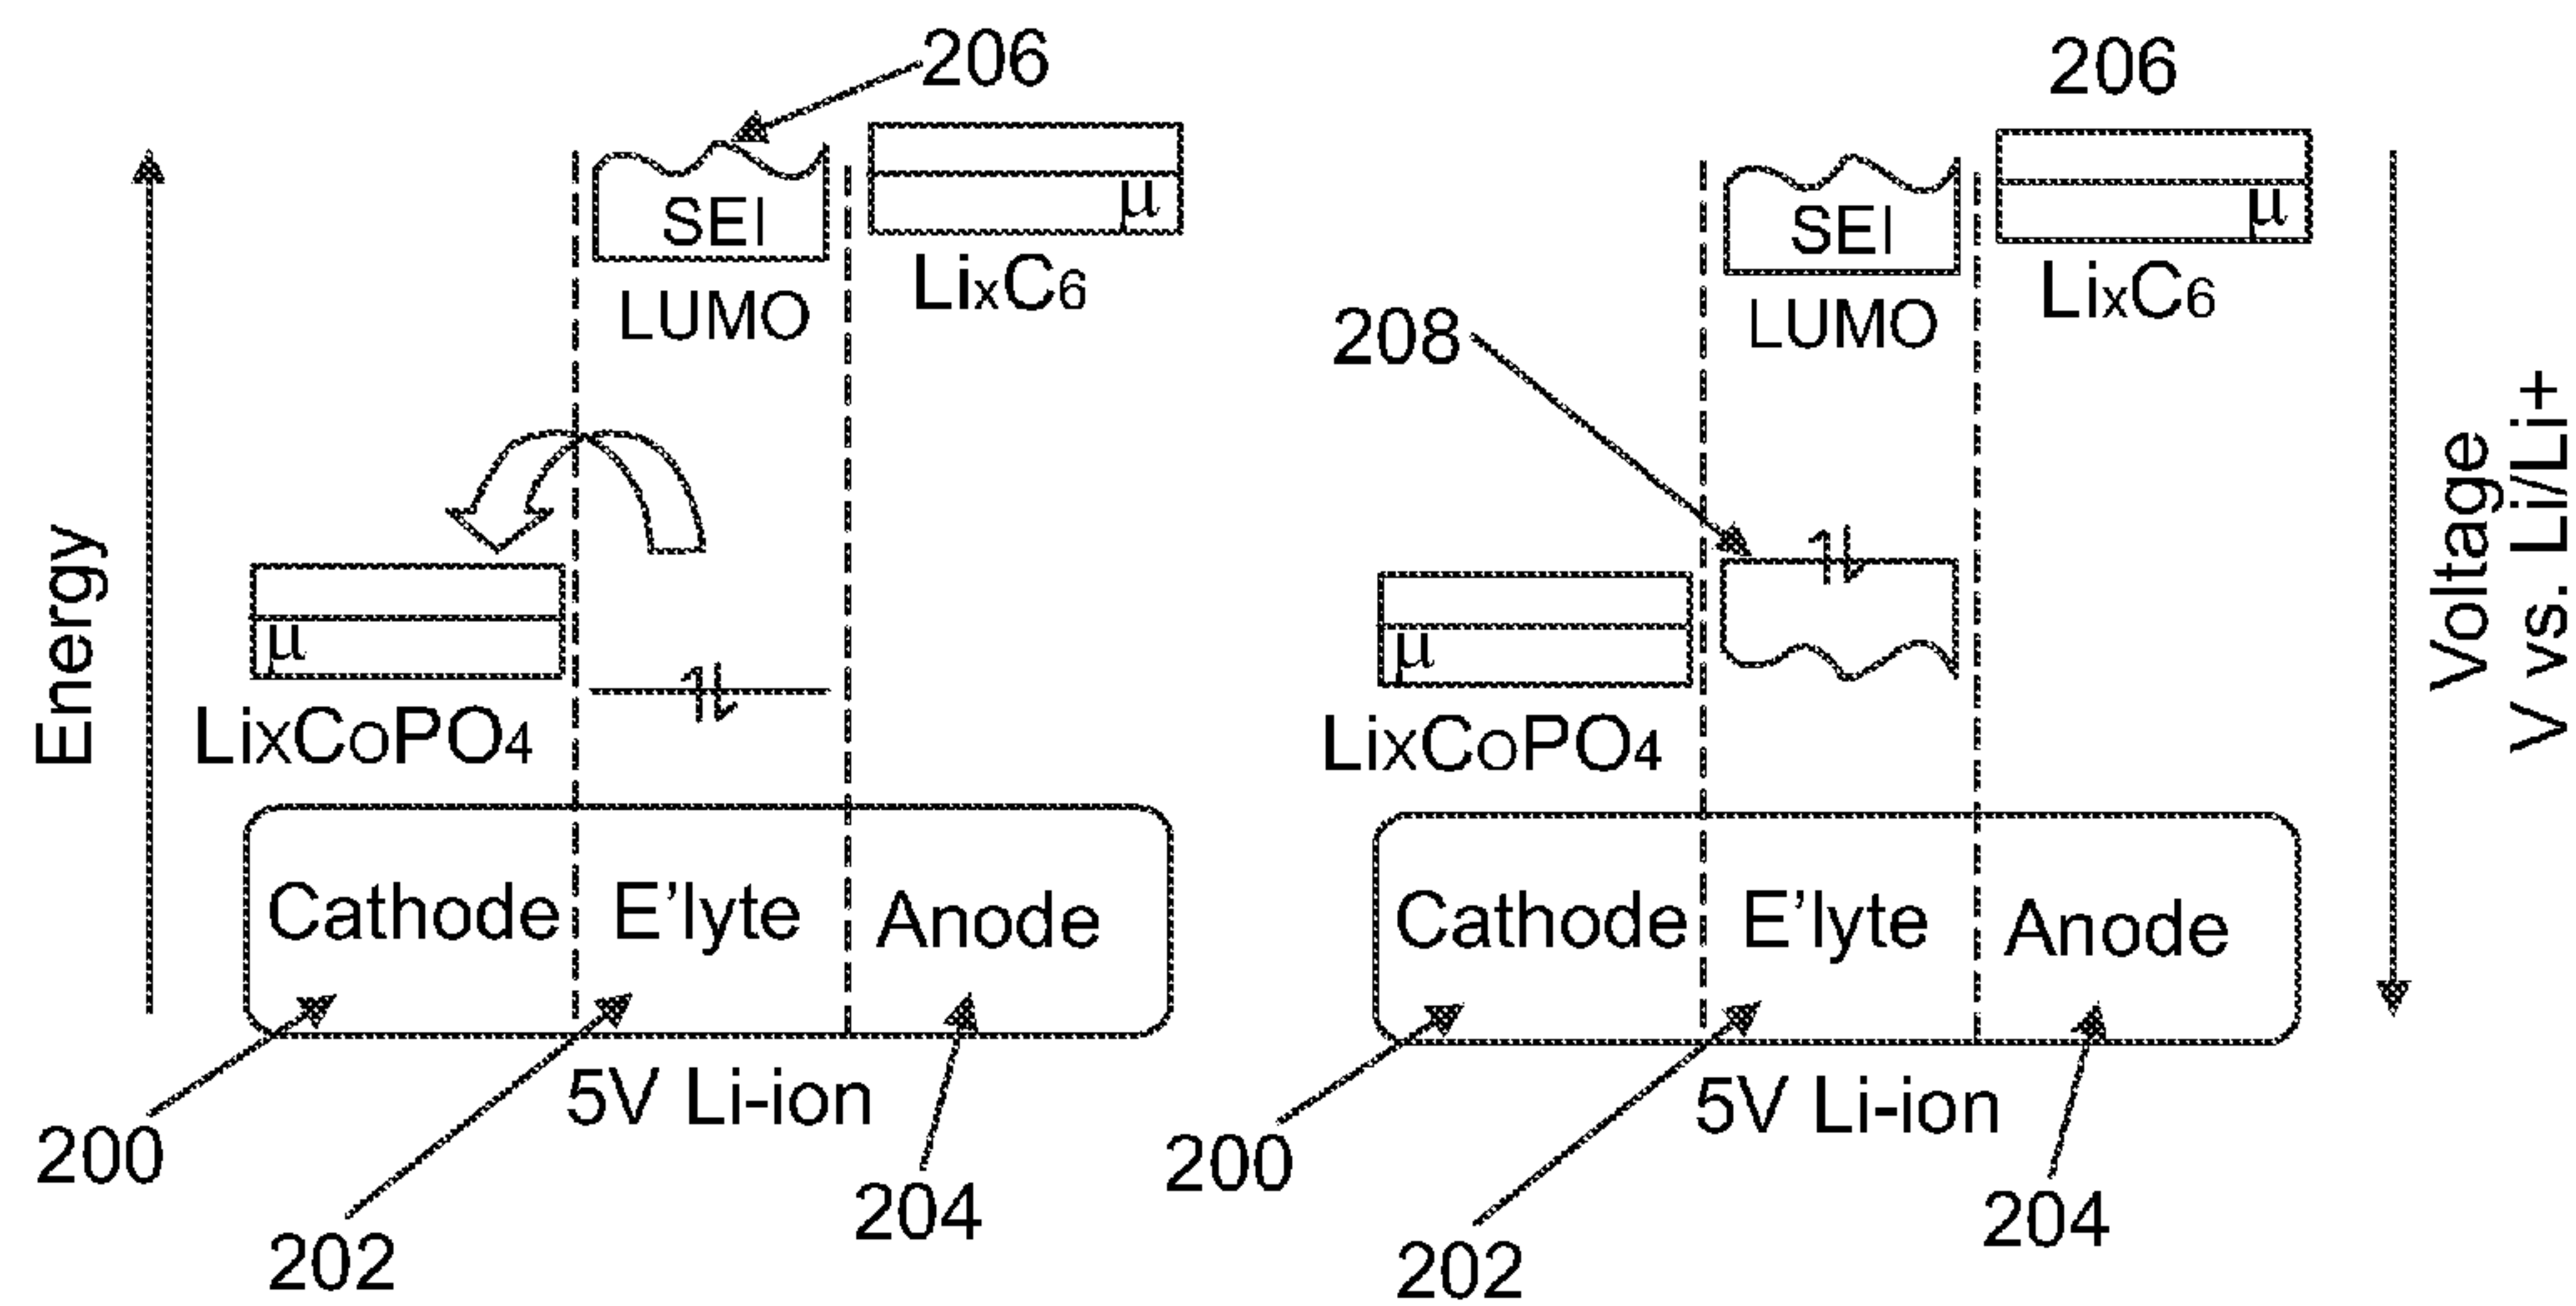 206
SEI
LUMO
μ
LixC6
Energy
μ
LixCoPO4
Cathode
E'lyte
Anode
5V Li-ion
200
202
204
206
SEI
LUMO
μ
LixC6
208
μ
LixCoPO4
Cathode
E'lyte
Anode
5V Li-ion
200
202
204
Voltage
V vs. Li/Li+